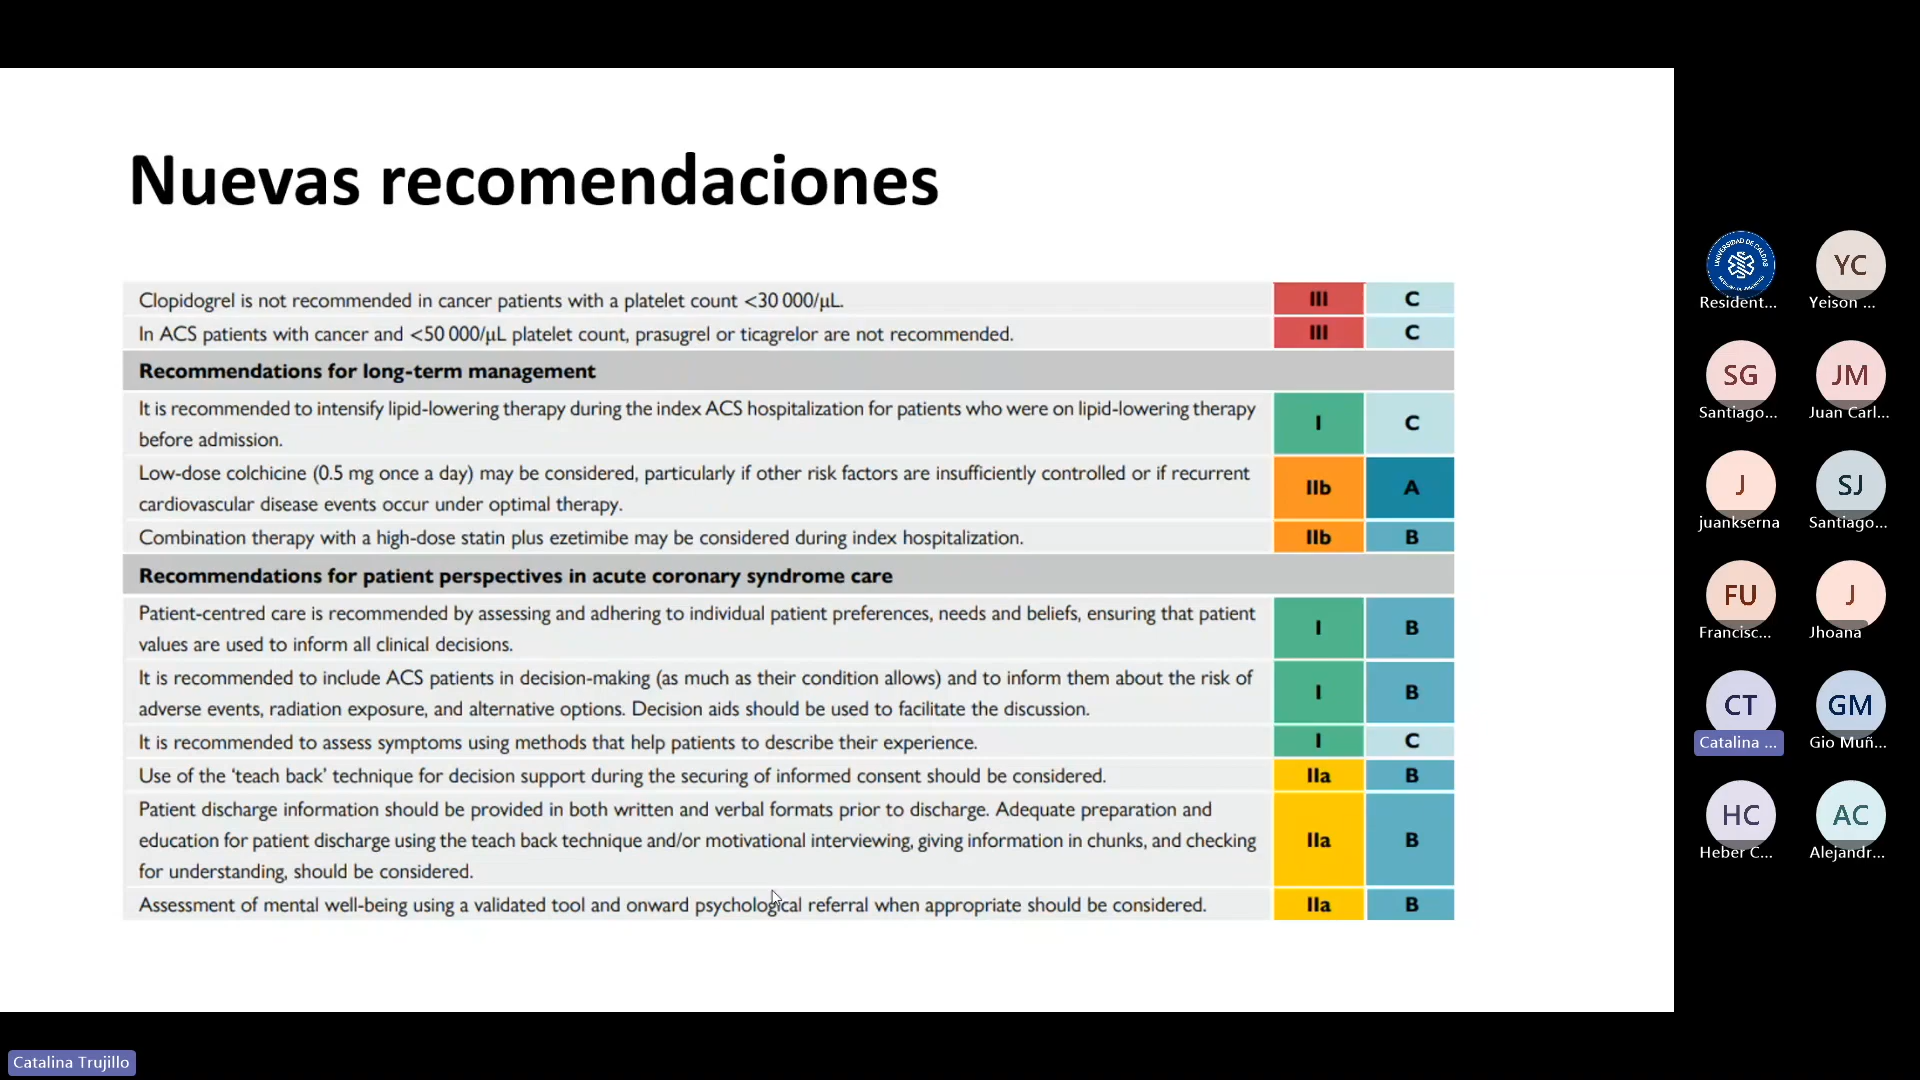 Nuevas recomendaciones
Clopidogrel is not recommended in cancer patients with a platelet count <30 000/μL. III C
In ACS patients with cancer and <50 000/μL platelet count, prasugrel or ticagrelor are not recommended. III C
Recommendations for long-term management
It is recommended to intensify lipid-lowering therapy during the index ACS hospitalization for patients who were on lipid-lowering therapy
before admission. I C
Low-dose colchicine (0.5 mg once a day) may be considered, particularly if other risk factors are insufficiently controlled or if recurrent
cardiovascular disease events occur under optimal therapy. IIb A
Combination therapy with a high-dose statin plus ezetimibe may be considered during index hospitalization. IIb B
Recommendations for patient perspectives in acute coronary syndrome care
Patient-centred care is recommended by assessing and adhering to individual patient preferences, needs and beliefs, ensuring that patient
values are used to inform all clinical decisions. I B
It is recommended to include ACS patients in decision-making (as much as their condition allows) and to inform them about the risk of
adverse events, radiation exposure, and alternative options. Decision aids should be used to facilitate the discussion. I B
It is recommended to assess symptoms using methods that help patients to describe their experience. I C
Use of the ‘teach back’ technique for decision support during the securing of informed consent should be considered. IIa B
Patient discharge information should be provided in both written and verbal formats prior to discharge. Adequate preparation and
education for patient discharge using the teach back technique and/or motivational interviewing, giving information in chunks, and checking
for understanding, should be considered. IIa B
Assessment of mental well-being using a validated tool and onward psychological referral when appropriate should be considered. IIa B
UNIVERSIDAD DE CALDAS
YC
Resident...
Yeison ...
SG
JM
Santiago...
Juan Carl...
J
SJ
juankserna
Santiago...
FU
J
Francisc...
Jhoana
CT
GM
Catalina ...
Gio Muñ...
HC
AC
Heber C...
Alejandr...
Catalina Trujillo